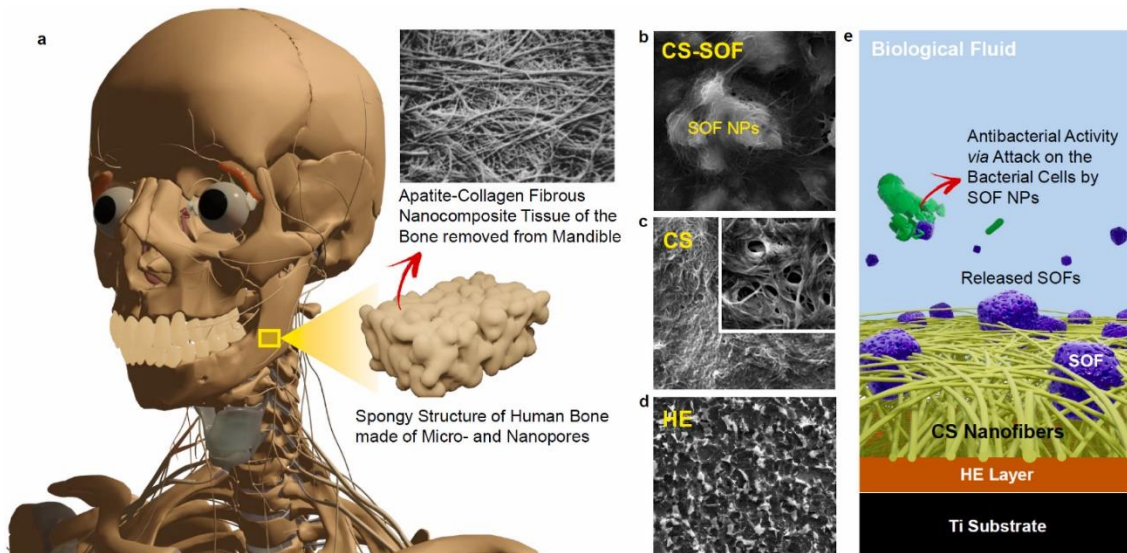 a
Apatite-Collagen Fibrous
Nanocomposite Tissue of the
Bone removed from Mandible
Spongy Structure of Human Bone
made of Micro- and Nanopores
b
CS-SOF
SOF NPs
c
CS
d
HE
e
Biological Fluid
Antibacterial Activity
via Attack on the
Bacterial Cells by
SOF NPs
Released SOFs
SOF
CS Nanofibers
HE Layer
Ti Substrate